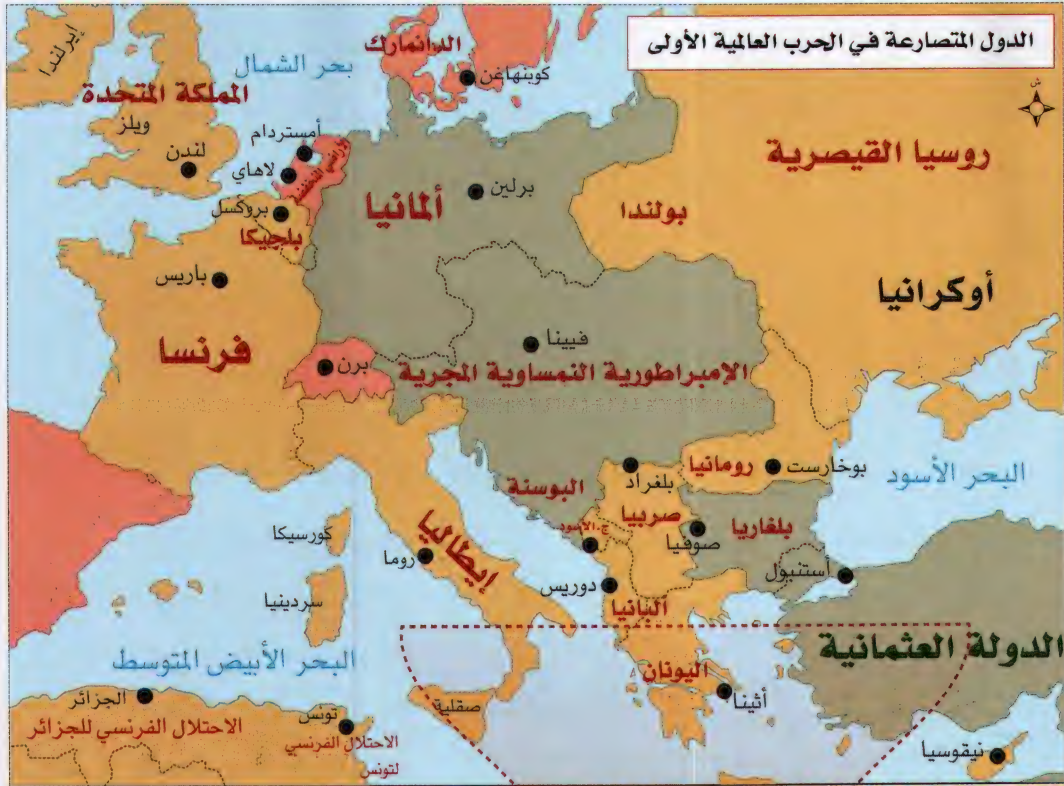 الدول المتصارعة في الحرب العالمية الأولى
ش
إيرلندا
بحر الشمال
الدانمارك
كوبنهاغن
المملكة المتحدة
ويلز
لندن
أمستردام
لاهاي
الأراضي المنخفضة
بروكسل
بلجيكا
برلين
ألمانيا
روسيا القيصرية
بولندا
أوكرانيا
باريس
فرنسا
برن
فيينا
الإمبراطورية النمساوية المجرية
البحر الأسود
بوخارست
رومانيا
بلغراد
البوسنة
صربيا
ج.الأسود
بلغاريا
صوفيا
أستنبول
كورسيكا
إيطاليا
روما
سردينيا
دوريس
ألبانيا
الدولة العثمانية
اليونان
أثينا
البحر الأبيض المتوسط
صقلية
الجزائر
الاحتلال الفرنسي للجزائر
تونس
الاحتلال الفرنسي
لتونس
نيقوسيا